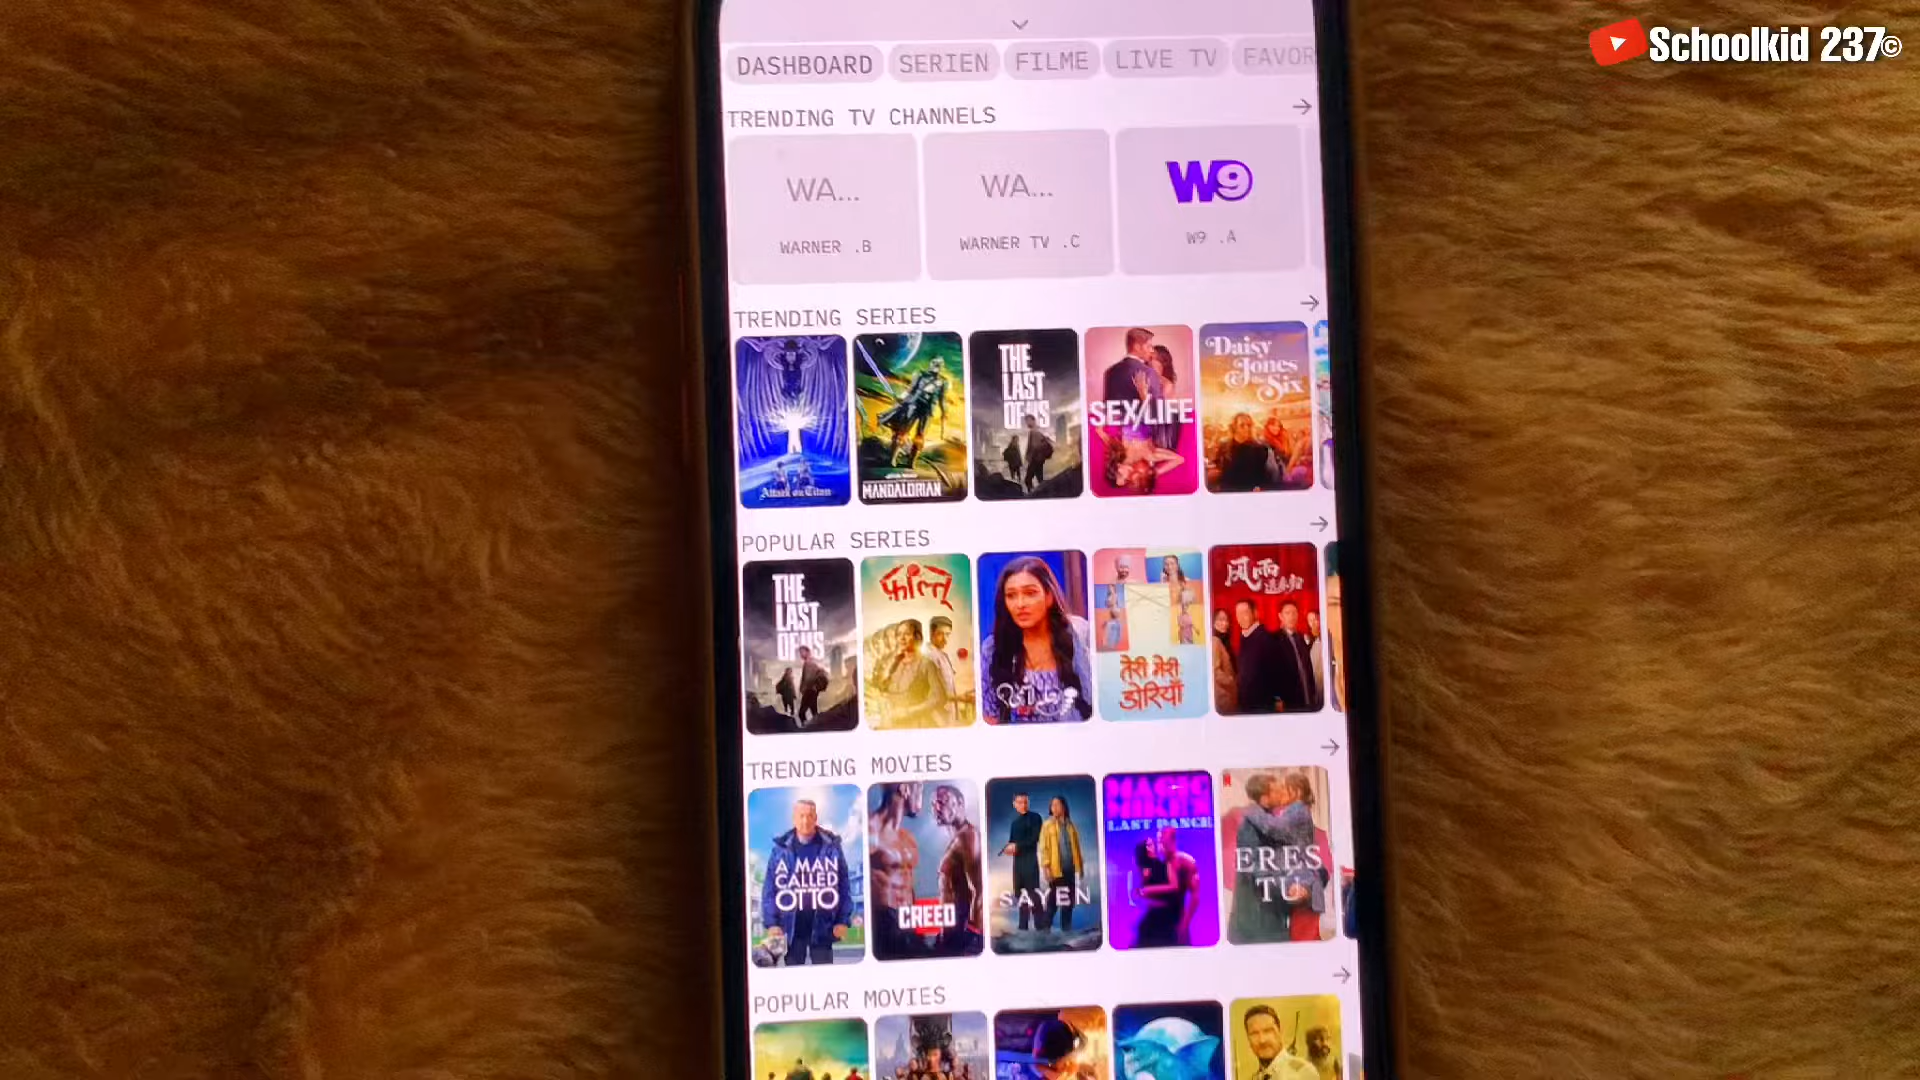 Schoolkid 237©
DASHBOARD SERIEN FILME LIVE TV FAVOR
TRENDING TV CHANNELS
WA... WA... W9
WARNER .B WARNER TV .C W9 .A
TRENDING SERIES
Attack on Titan
MANDALORIAN
THE
LAST
OF US
SEX/LIFE
Daisy
Jones
the Six
POPULAR SERIES
THE
LAST
OF US
फ़ाल्तू
तेरी मेरी
डोरियाँ
TRENDING MOVIES
A MAN
CALLED
OTTO
CREED
SAYEN
MAGIC
MIKE'S
LAST DANCE
ERES
TÚ
POPULAR MOVIES